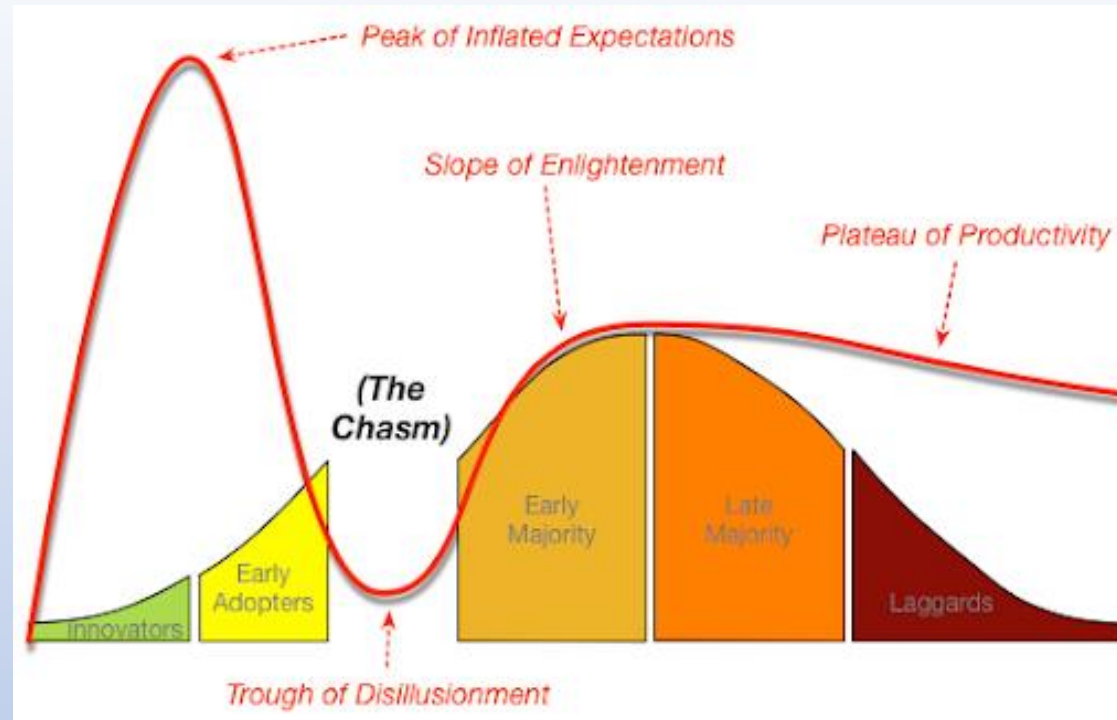 Peak of Inflated Expectations
Slope of Enlightenment
Plateau of Productivity
(The
Chasm)
Early
Majority
Late
Majority
Early
Adopters
Innovators
Laggards
Trough of Disillusionment